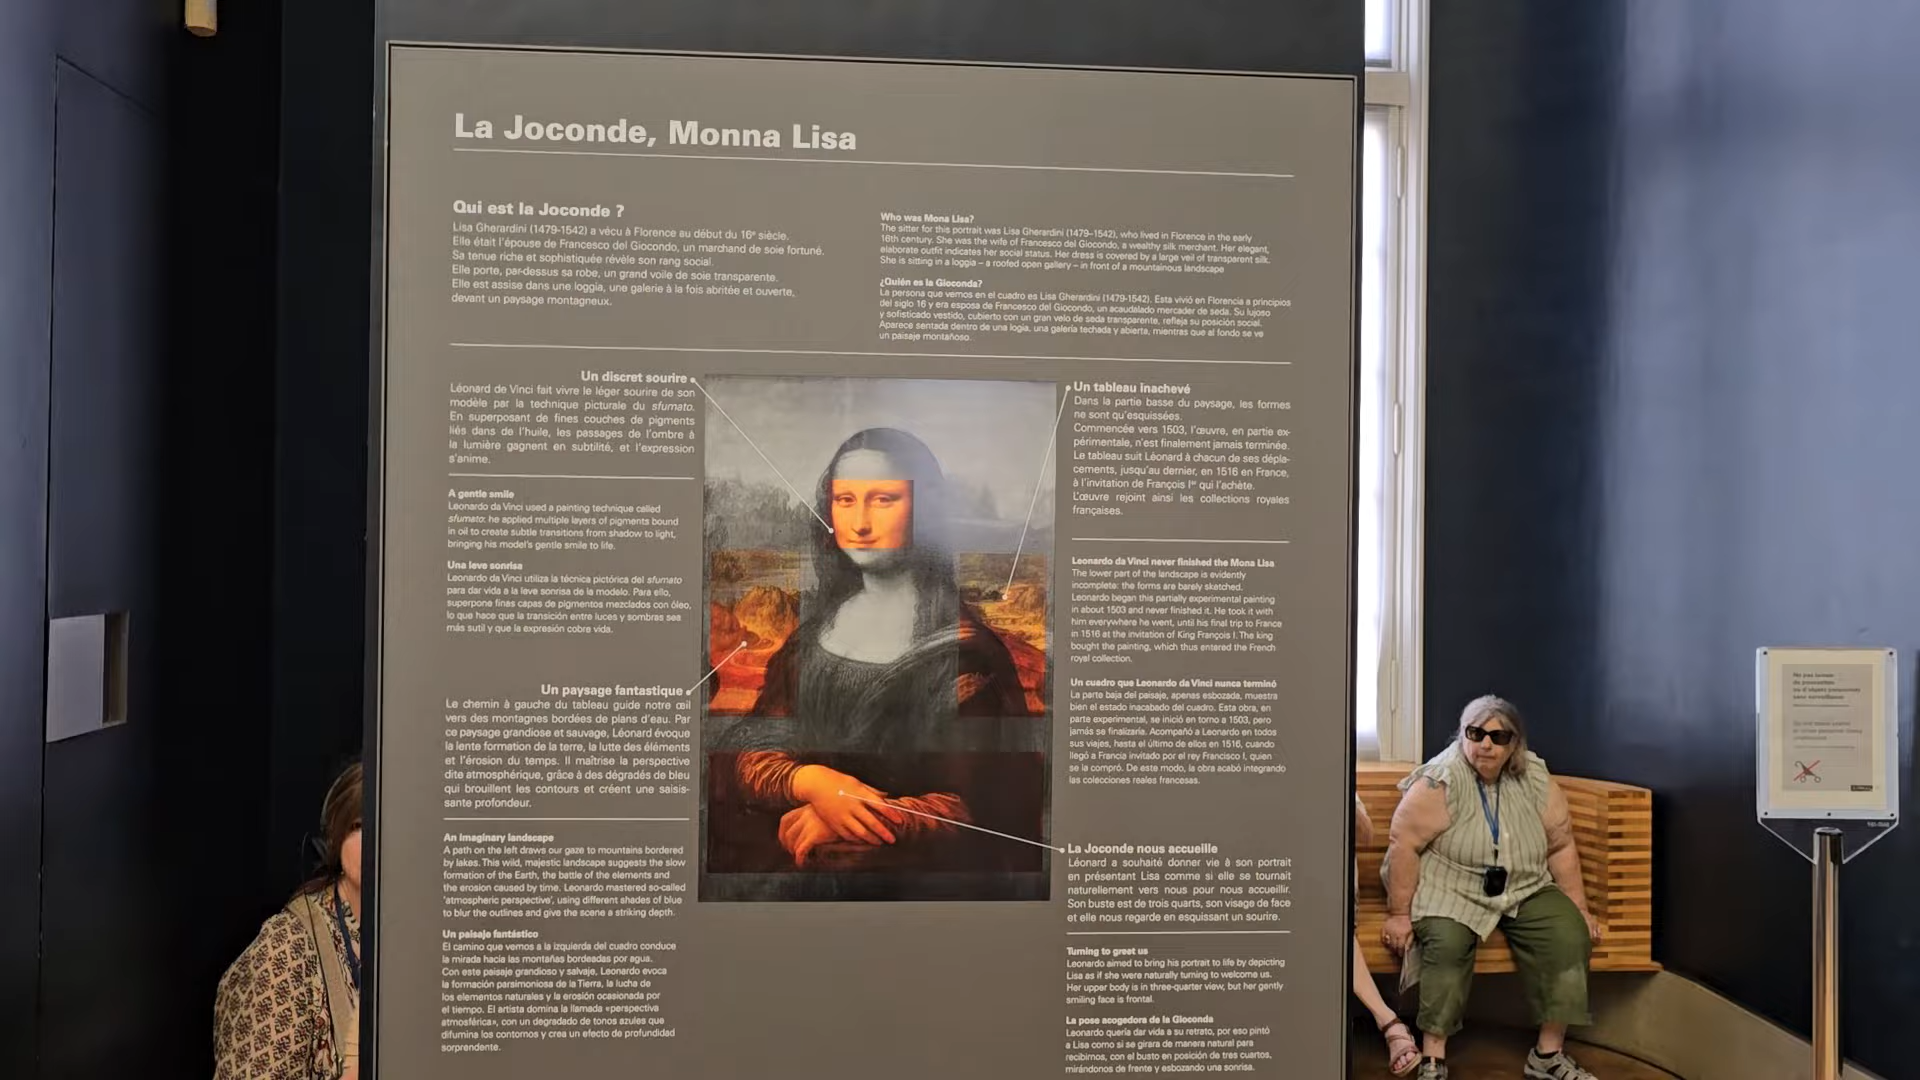 La Joconde, Monna Lisa
Qui est la Joconde ?
Lisa Gherardini (1479-1542) a vécu à Florence au début du 16e siècle.
Elle était l'épouse de Francesco del Giocondo, un marchand de soie fortuné.
Sa tenue riche et sophistiquée révèle son rang social.
Elle porte, par-dessus sa robe, un grand voile de soie transparente.
Elle est assise dans une loggia, une galerie à la fois abritée et ouverte,
devant un paysage montagneux.
Who was Mona Lisa?
The sitter for this portrait was Lisa Gherardini (1479–1542), who lived in Florence in the early
16th century. She was the wife of Francesco del Giocondo, a wealthy silk merchant. Her elegant,
elaborate outfit indicates her social status. Her dress is covered by a large veil of transparent silk.
She is sitting in a loggia – a roofed open gallery – in front of a mountainous landscape
¿Quién es la Gioconda?
La persona que vemos en el cuadro es Lisa Gherardini (1479-1542). Esta vivió en Florencia a principios
del siglo 16 y era esposa de Francesco del Giocondo, un acaudalado mercader de seda. Su lujoso
y sofisticado vestido, cubierto con un gran velo de seda transparente, refleja su posición social.
Aparece sentada dentro de una logia, una galería techada y abierta, mientras que al fondo se ve
un paisaje montañoso.
Un discret sourire
Léonard de Vinci fait vivre le léger sourire de son
modèle par la technique picturale du sfumato.
En superposant de fines couches de pigments
liés dans de l'huile, les passages de l'ombre à
la lumière gagnent en subtilité, et l'expression
s'anime.
A gentle smile
Leonardo da Vinci used a painting technique called
sfumato: he applied multiple layers of pigments bound
in oil to create subtle transitions from shadow to light,
bringing his model's gentle smile to life.
Una leve sonrisa
Leonardo da Vinci utiliza la técnica pictórica del sfumato
para dar vida a la leve sonrisa de la modelo. Para ello,
superpone finas capas de pigmentos mezclados con óleo,
lo que hace que la transición entre luces y sombras sea
más sutil y que la expresión cobre vida.
Un paysage fantastique
Le chemin à gauche du tableau guide notre œil
vers des montagnes bordées de plans d'eau. Par
ce paysage grandiose et sauvage, Léonard évoque
la lente formation de la terre, la lutte des éléments
et l'érosion du temps. Il maîtrise la perspective
dite atmosphérique, grâce à des dégradés de bleu
qui brouillent les contours et créent une saisis-
sante profondeur.
An imaginary landscape
A path on the left draws our gaze to mountains bordered
by lakes. This wild, majestic landscape suggests the slow
formation of the Earth, the battle of the elements and
the erosion caused by time. Leonardo mastered so-called
'atmospheric perspective', using different shades of blue
to blur the outlines and give the scene a striking depth.
Un paisaje fantástico
El camino que vemos a la izquierda del cuadro conduce
la mirada hacia las montañas bordeadas por agua.
Con este paisaje grandioso y salvaje, Leonardo evoca
la formación parsimoniosa de la Tierra, la lucha de
los elementos naturales y la erosión ocasionada por
el tiempo. El artista domina la llamada «perspectiva
atmosférica», con un degradado de tonos azules que
difumina los contornos y crea un efecto de profundidad
sorprendente.
Un tableau inachevé
Dans la partie basse du paysage, les formes
ne sont qu'esquissées.
Commencée vers 1503, l'œuvre, en partie ex-
périmentale, n'est finalement jamais terminée.
Le tableau suit Léonard à chacun de ses dépla-
cements, jusqu'au dernier, en 1516 en France,
à l'invitation de François Ier qui l'achète.
L'œuvre rejoint ainsi les collections royales
françaises.
Leonardo da Vinci never finished the Mona Lisa
The lower part of the landscape is evidently
incomplete: the forms are barely sketched.
Leonardo began this partially experimental painting
in about 1503 and never finished it. He took it with
him everywhere he went, until his final trip to France
in 1516 at the invitation of King François I. The king
bought the painting, which thus entered the French
royal collection.
Un cuadro que Leonardo da Vinci nunca terminó
La parte baja del paisaje, apenas esbozada, muestra
bien el estado inacabado del cuadro. Esta obra, en
parte experimental, se inició en torno a 1503, pero
jamás se finalizaría. Acompañó a Leonardo en todos
sus viajes, hasta el último de ellos en 1516, cuando
llegó a Francia invitado por el rey Francisco I, quien
se la compró. De este modo, la obra acabó integrando
las colecciones reales francesas.
La Joconde nous accueille
Léonard a souhaité donner vie à son portrait
en présentant Lisa comme si elle se tournait
naturellement vers nous pour nous accueillir.
Son buste est de trois quarts, son visage de face
et elle nous regarde en esquissant un sourire.
Turning to greet us
Leonardo aimed to bring his portrait to life by depicting
Lisa as if she were naturally turning to welcome us.
Her upper body is in three-quarter view, but her gently
smiling face is frontal.
La pose acogedora de la Gioconda
Leonardo quería dar vida a su retrato, por eso pintó
a Lisa como si se girara de manera natural para
recibirnos, con el busto en posición de tres cuartos,
mirándonos de frente y esbozando una sonrisa.
Ne pas laisser
de poussettes
ou d'objets personnels
sans surveillance